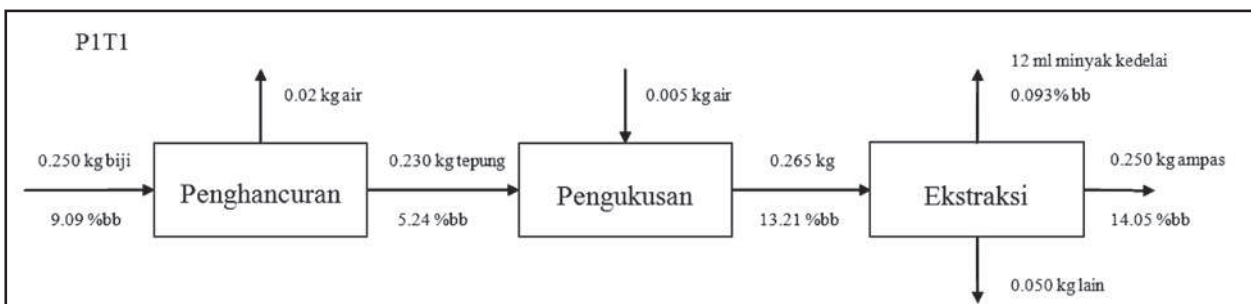 P1T1
12 ml minyak kedelai
0.02 kg air
0.005 kg air
0.093% bb
0.250 kg biji
0.230 kg tepung
0.265 kg
0.250 kg ampas
Penghancuran
Pengukusan
Ekstraksi
9.09 %bb
5.24 %bb
13.21 %bb
14.05 %bb
0.050 kg lain